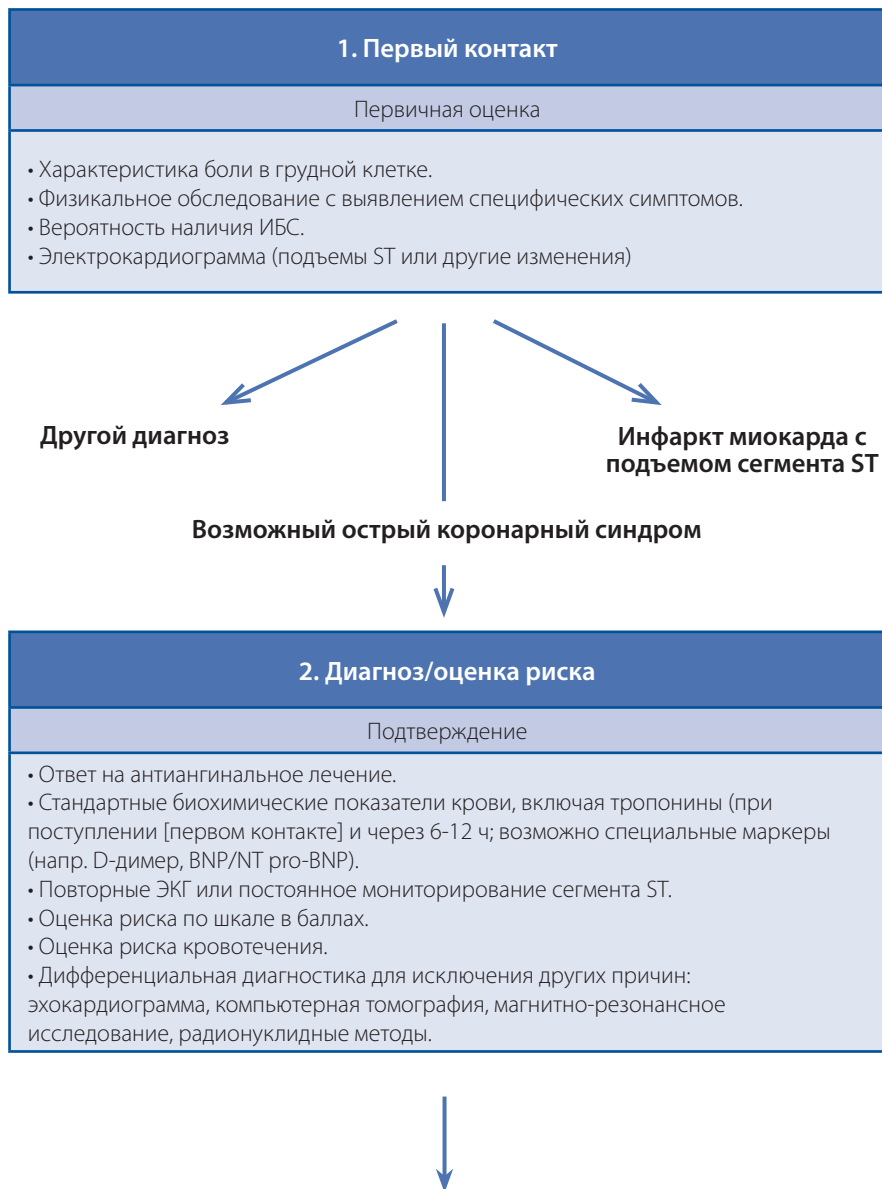 1. Первый контакт
Первичная оценка
• Характеристика боли в грудной клетке.
• Физикальное обследование с выявлением специфических симптомов.
• Вероятность наличия ИБС.
• Электрокардиограмма (подъемы ST или другие изменения)
Другой диагноз
Инфаркт миокарда с
подъемом сегмента ST
Возможный острый коронарный синдром
2. Диагноз/оценка риска
Подтверждение
• Ответ на антиангинальное лечение.
• Стандартные биохимические показатели крови, включая тропонины (при
поступлении [первом контакте] и через 6-12 ч; возможно специальные маркеры
(напр. D-димер, BNP/NT pro-BNP).
• Повторные ЭКГ или постоянное мониторирование сегмента ST.
• Оценка риска по шкале в баллах.
• Оценка риска кровотечения.
• Дифференциальная диагностика для исключения других причин:
эхокардиограмма, компьютерная томография, магнитно-резонансное
исследование, радионуклидные методы.